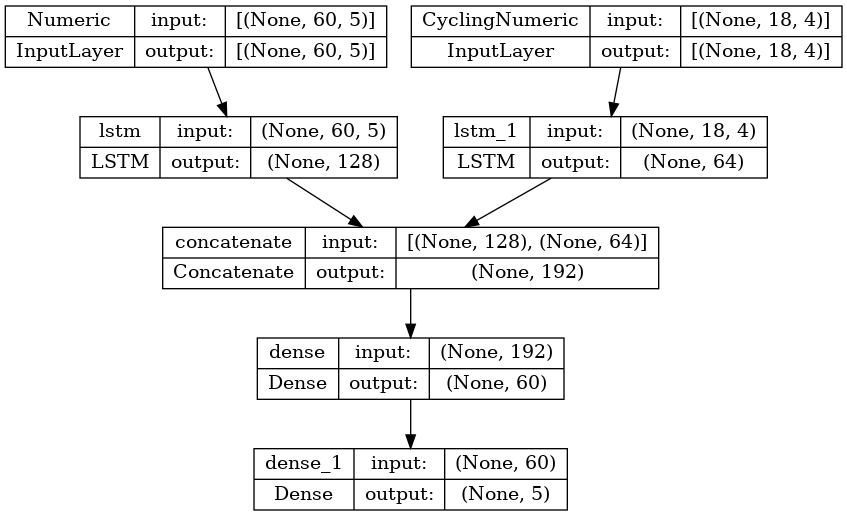 Numeric input: [(None, 60, 5)]
InputLayer output: [(None, 60, 5)]
CyclingNumeric input: [(None, 18, 4)]
InputLayer output: [(None, 18, 4)]
lstm input: (None, 60, 5)
LSTM output: (None, 128)
lstm_1 input: (None, 18, 4)
LSTM output: (None, 64)
concatenate input: [(None, 128), (None, 64)]
Concatenate output: (None, 192)
dense input: (None, 192)
Dense output: (None, 60)
dense_1 input: (None, 60)
Dense output: (None, 5)